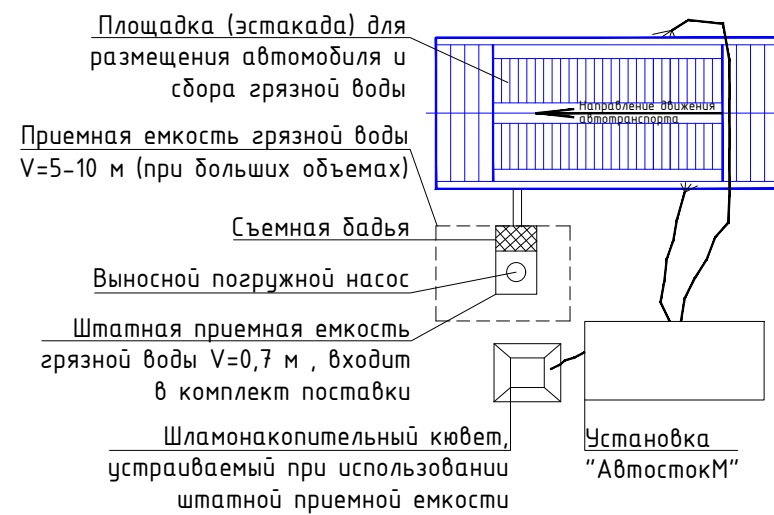 Площадка (эстакада) для
размещения автомобиля и
сбора грязной воды
Направление движения
автотранспорта
Приемная емкость грязной воды
V=5-10 м (при больших объемах)
Съемная бадья
Выносной погружной насос
Штатная приемная емкость
грязной воды V=0,7 м , входит
в комплект поставки
Шламонакопительный кювет,
устраиваемый при использовании
штатной приемной емкости
Установка
"АвтостокМ"